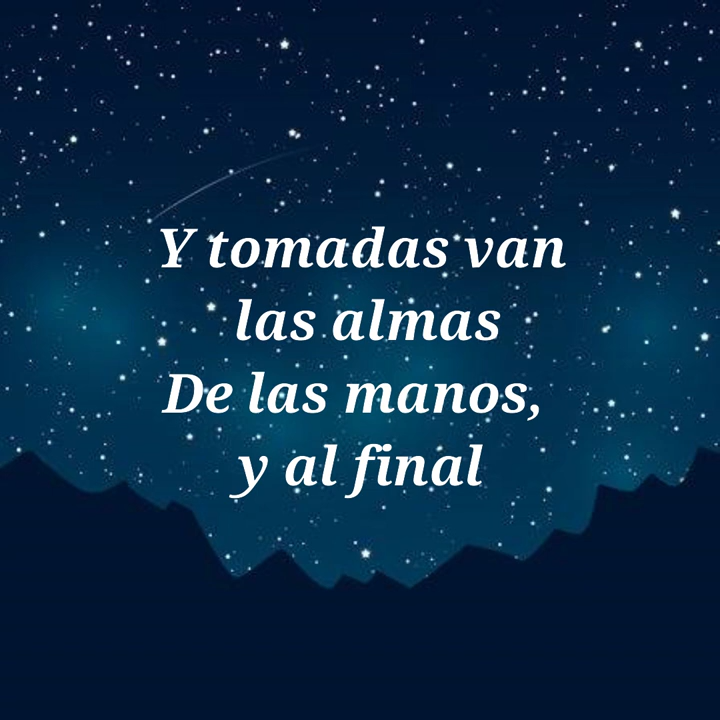 Y tomadas van
las almas
De las manos,
y al final